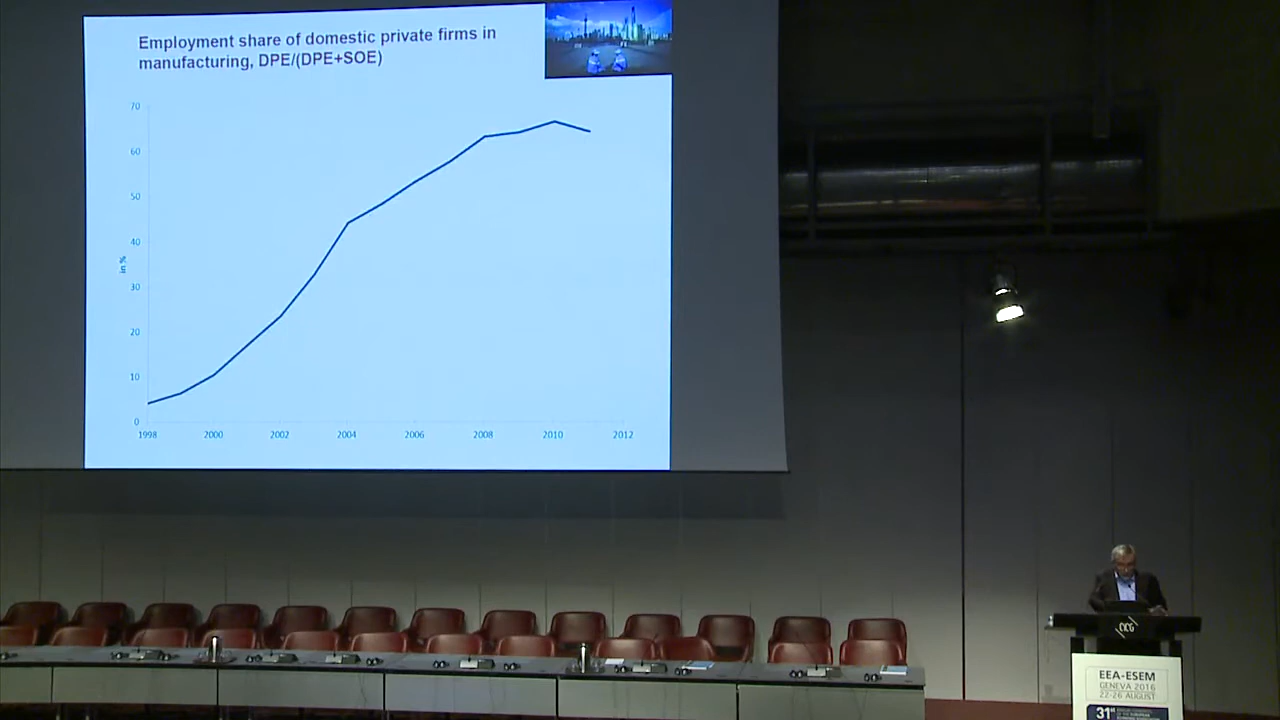 Employment share of domestic private firms in
manufacturing, DPE/(DPE+SOE)
70
60
50
40
30
20
10
0
in %
1998
2000
2002
2004
2006
2008
2010
2012
CICG
EEA-ESEM
GENEVA 2016
22-26 AUGUST
31st